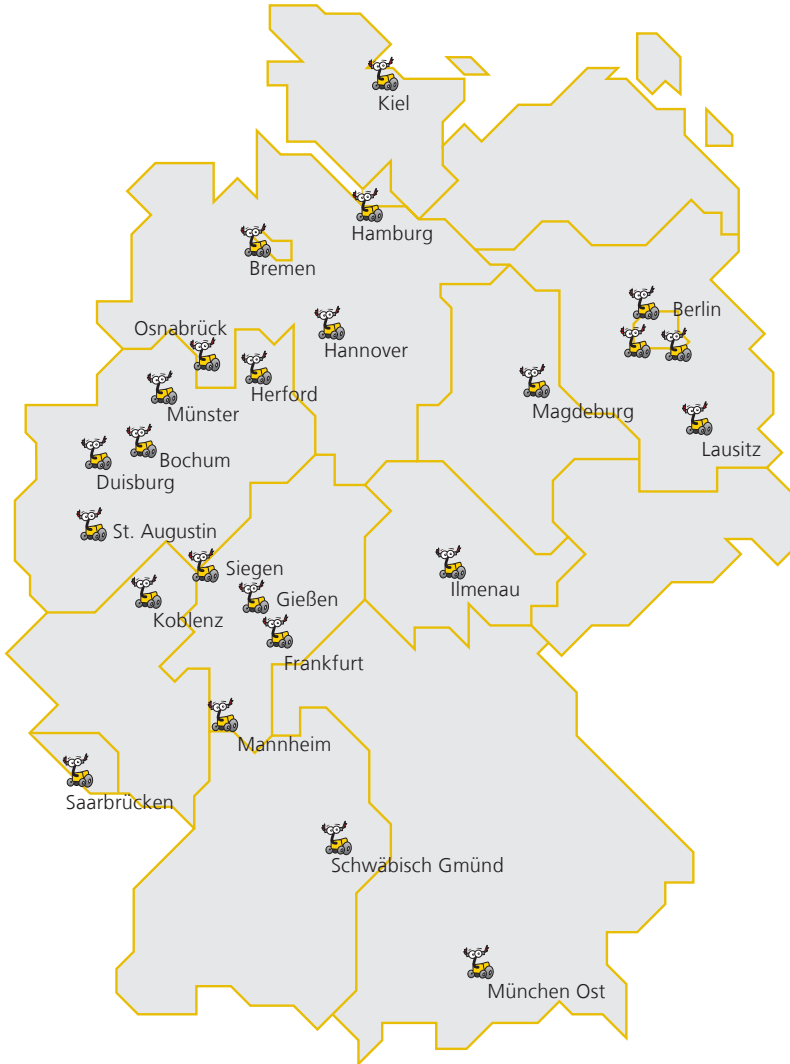 Kiel
Hamburg
Bremen
Berlin
Osnabrück
Hannover
Herford
Münster
Magdeburg
Lausitz
Bochum
Duisburg
St. Augustin
Siegen
Ilmenau
Gießen
Koblenz
Frankfurt
Mannheim
Saarbrücken
Schwäbisch Gmünd
München Ost